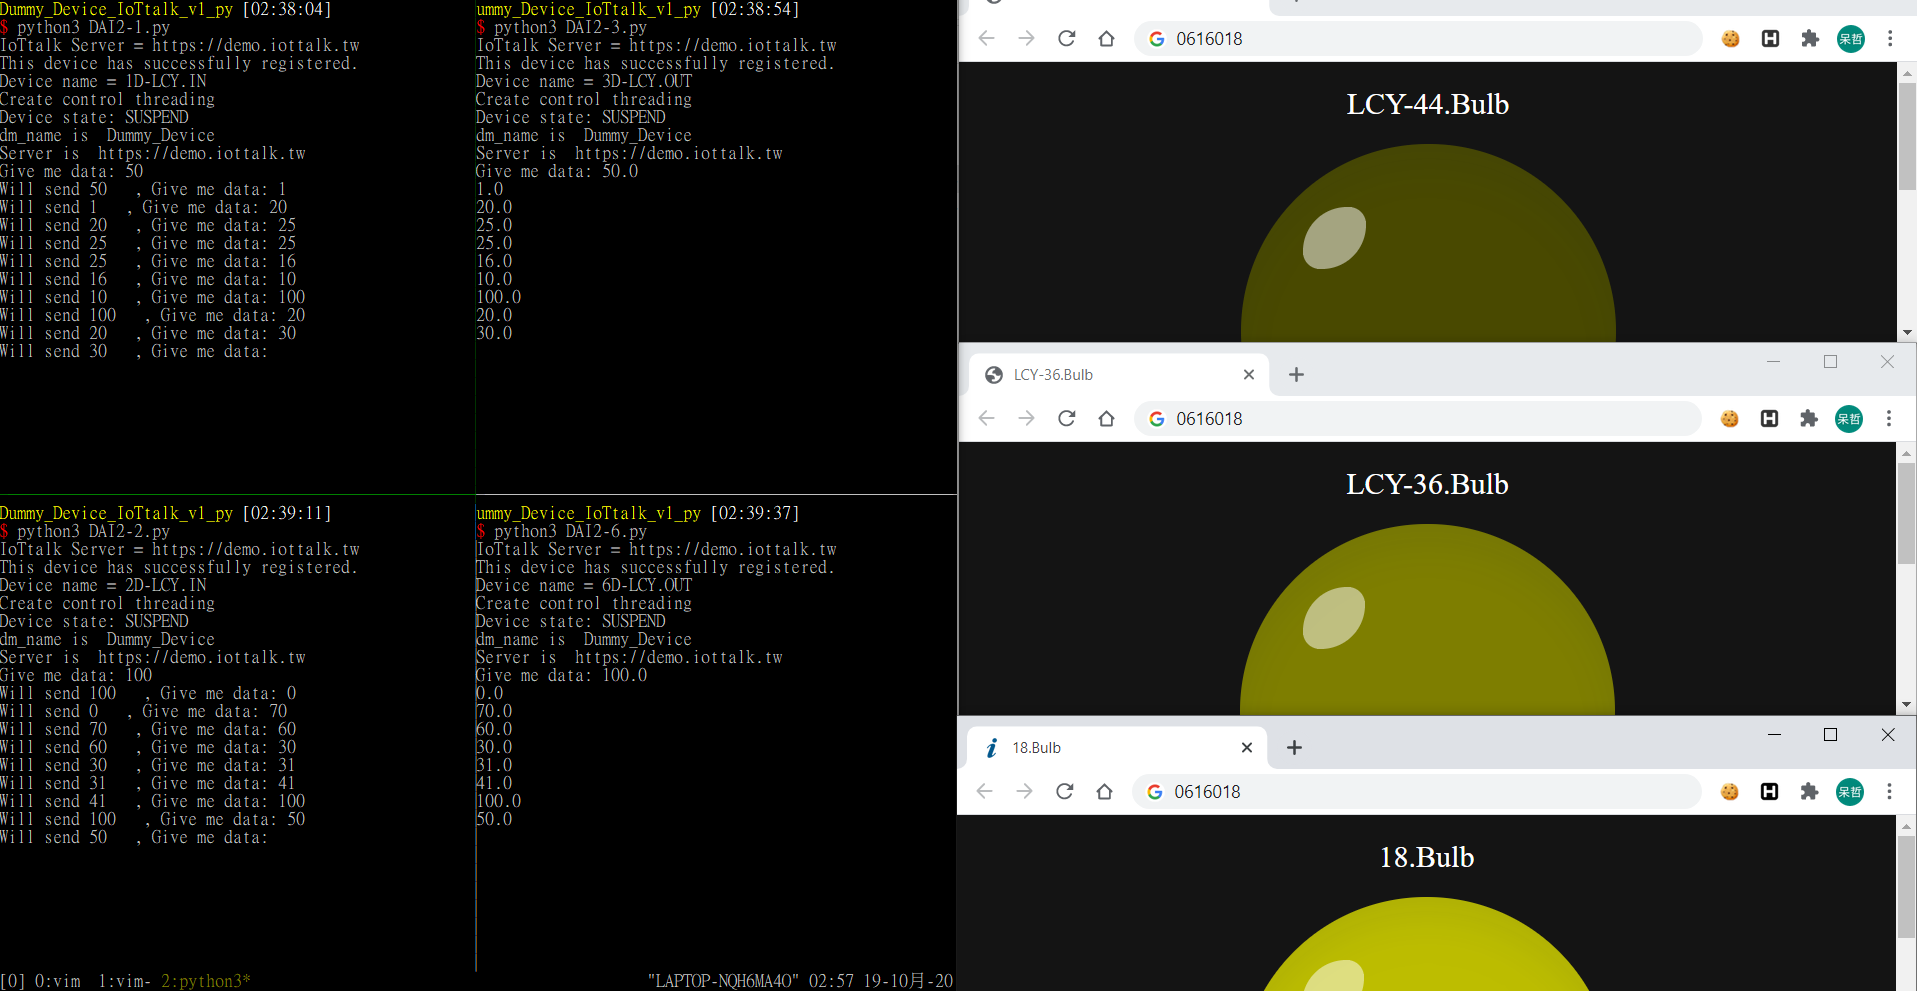 Dummy_Device_IoTtalk_v1_py [02:38:04]
$ python3 DAI2-1.py
IoTtalk Server = https://demo.iottalk.tw
This device has successfully registered.
Device name = 1D-LCY.IN
Create control threading
Device state: SUSPEND
dm_name is  Dummy_Device
Server is  https://demo.iottalk.tw
Give me data: 50
Will send 50   , Give me data: 1
Will send 1   , Give me data: 20
Will send 20   , Give me data: 25
Will send 25   , Give me data: 25
Will send 25   , Give me data: 16
Will send 16   , Give me data: 10
Will send 10   , Give me data: 100
Will send 100   , Give me data: 20
Will send 20   , Give me data: 30
Will send 30   , Give me data:
ummy_Device_IoTtalk_v1_py [02:38:54]
$ python3 DAI2-3.py
IoTtalk Server = https://demo.iottalk.tw
This device has successfully registered.
Device name = 3D-LCY.OUT
Create control threading
Device state: SUSPEND
dm_name is  Dummy_Device
Server is  https://demo.iottalk.tw
Give me data: 50.0
1.0
20.0
25.0
25.0
16.0
10.0
100.0
20.0
30.0
Dummy_Device_IoTtalk_v1_py [02:39:11]
$ python3 DAI2-2.py
IoTtalk Server = https://demo.iottalk.tw
This device has successfully registered.
Device name = 2D-LCY.IN
Create control threading
Device state: SUSPEND
dm_name is  Dummy_Device
Server is  https://demo.iottalk.tw
Give me data: 100
Will send 100   , Give me data: 0
Will send 0   , Give me data: 70
Will send 70   , Give me data: 60
Will send 60   , Give me data: 30
Will send 30   , Give me data: 31
Will send 31   , Give me data: 41
Will send 41   , Give me data: 100
Will send 100   , Give me data: 50
Will send 50   , Give me data:
ummy_Device_IoTtalk_v1_py [02:39:37]
$ python3 DAI2-6.py
IoTtalk Server = https://demo.iottalk.tw
This device has successfully registered.
Device name = 6D-LCY.OUT
Create control threading
Device state: SUSPEND
dm_name is  Dummy_Device
Server is  https://demo.iottalk.tw
Give me data: 100.0
0.0
70.0
60.0
30.0
31.0
41.0
100.0
50.0
[0] 0:vim  1:vim- 2:python3*
"LAPTOP-NQH6MA4O" 02:57 19-10月-20
0616018
呆哲
LCY-44.Bulb
LCY-36.Bulb
0616018
呆哲
LCY-36.Bulb
18.Bulb
0616018
呆哲
18.Bulb